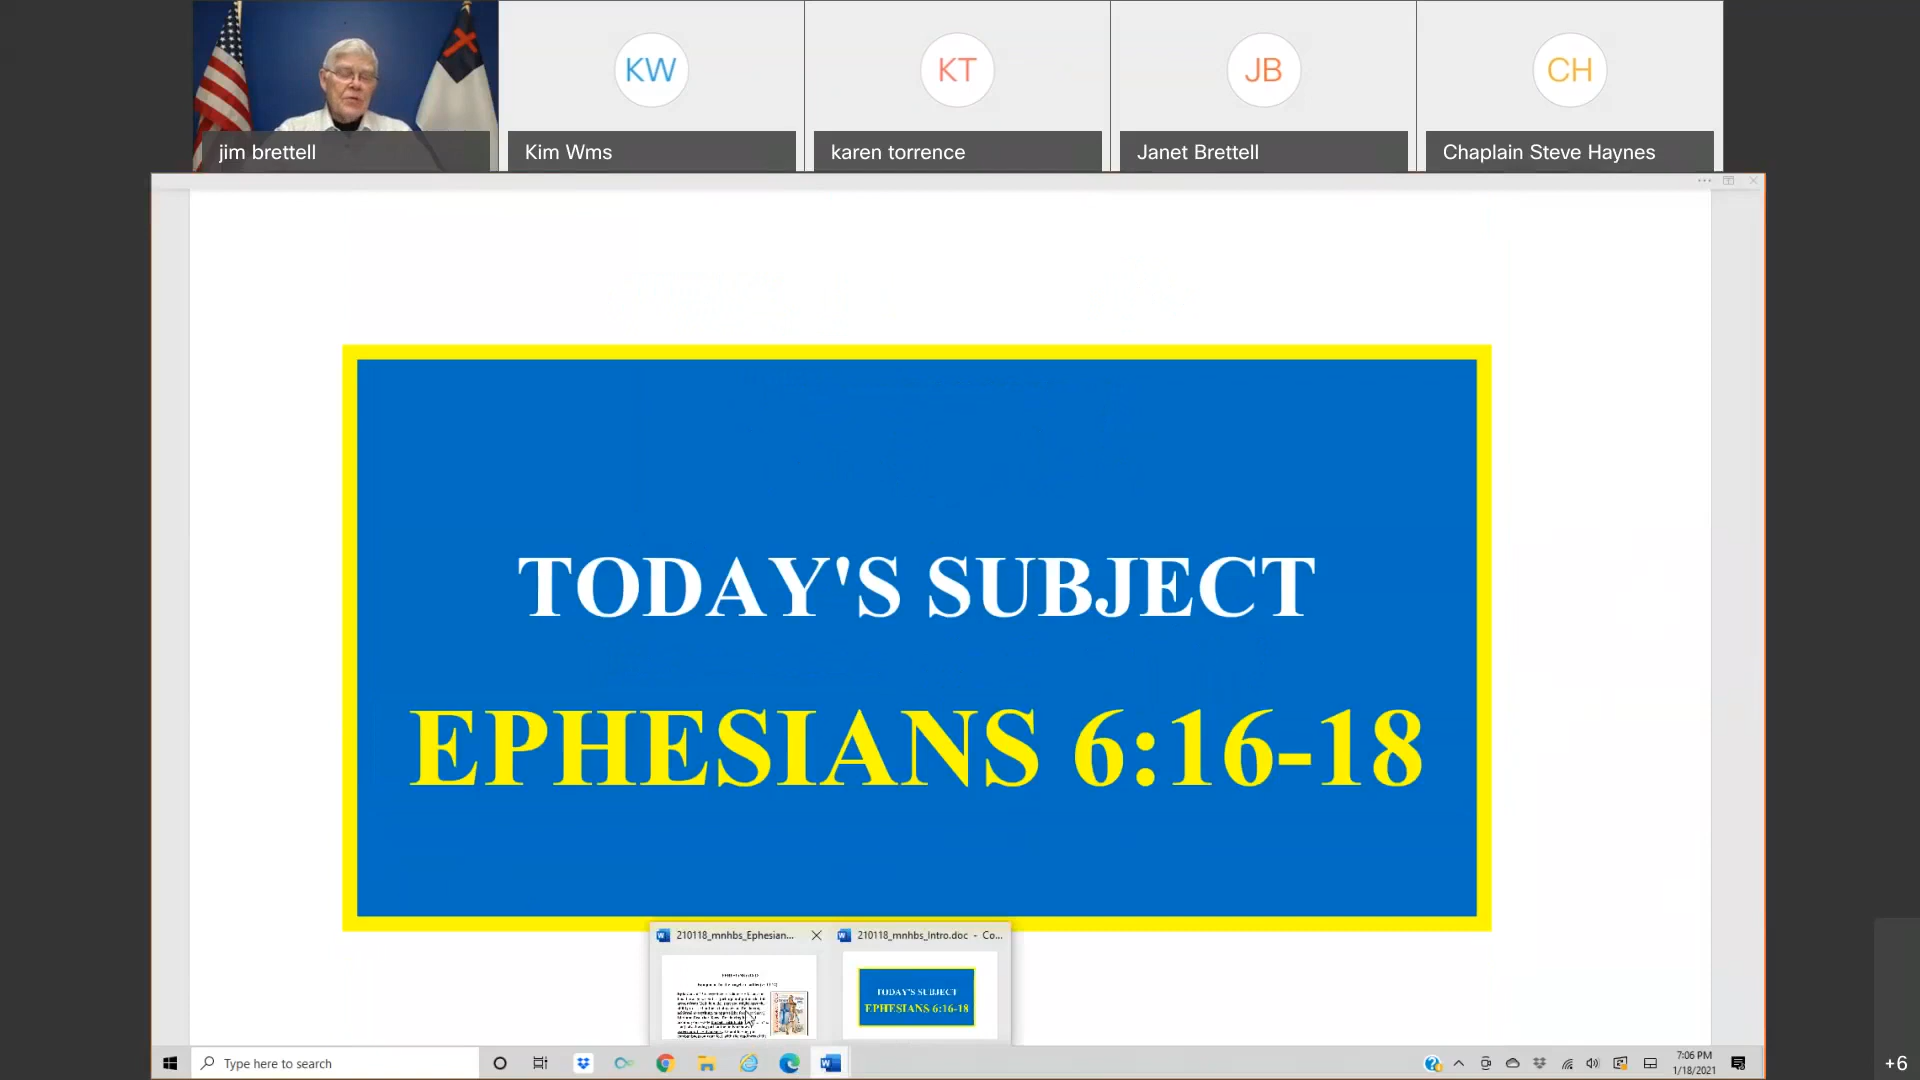 KW
KT
JB
CH
jim brettell
Kim Wms
karen torrence
Janet Brettell
Chaplain Steve Haynes
TODAY'S SUBJECT
EPHESIANS 6:16-18
210118_mnhbs_Ephesian...
210118_mnhbs_Intro.doc - Co...
TODAY'S SUBJECT
EPHESIANS 6:16-18
Type here to search
7:06 PM
1/18/2021
+6